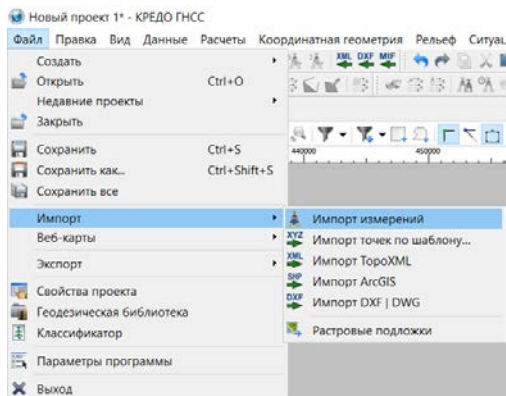 Новый проект 1* - КРЕДО ГНСС
Файл Правка Вид Данные Расчеты Координатная геометрия Рельеф Ситуац
Создать
XML DXF MIF
Открыть Ctrl+O
Недавние проекты
Закрыть
Сохранить Ctrl+S
440000 450000
Сохранить как... Ctrl+Shift+S
Сохранить все
Импорт
Импорт измерений
Веб-карты
XYZ Импорт точек по шаблону...
Экспорт
XML Импорт TopoXML
Свойства проекта
SHP Импорт ArcGIS
Геодезическая библиотека
DXF Импорт DXF | DWG
Классификатор
Растровые подложки
Параметры программы
Выход